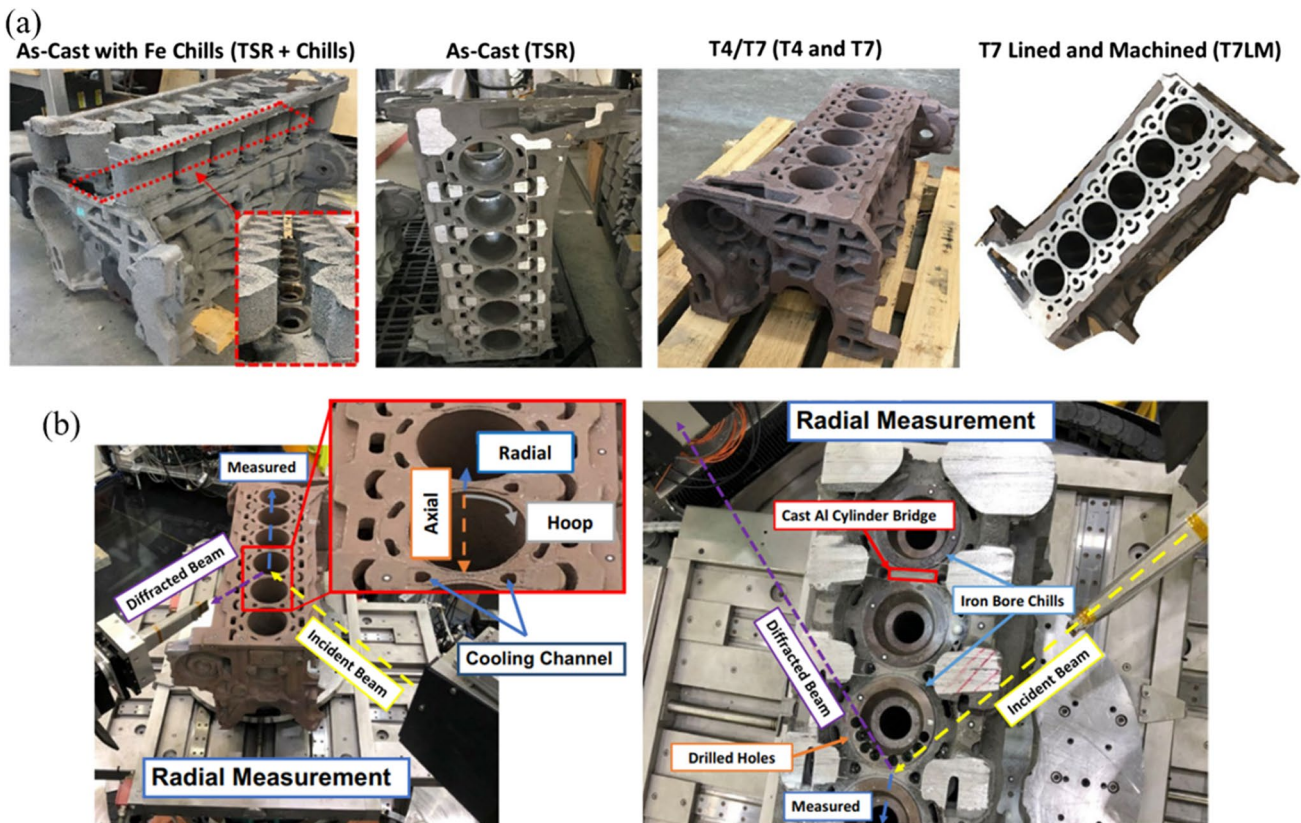 (a)
As-Cast with Fe Chills (TSR + Chills)
As-Cast (TSR)
T4/T7 (T4 and T7)
T7 Lined and Machined (T7LM)
(b)
Measured
Diffracted Beam
Incident Beam
Radial
Axial
Hoop
Cooling Channel
Radial Measurement
Radial Measurement
Cast Al Cylinder Bridge
Iron Bore Chills
Diffracted Beam
Incident Beam
Drilled Holes
Measured